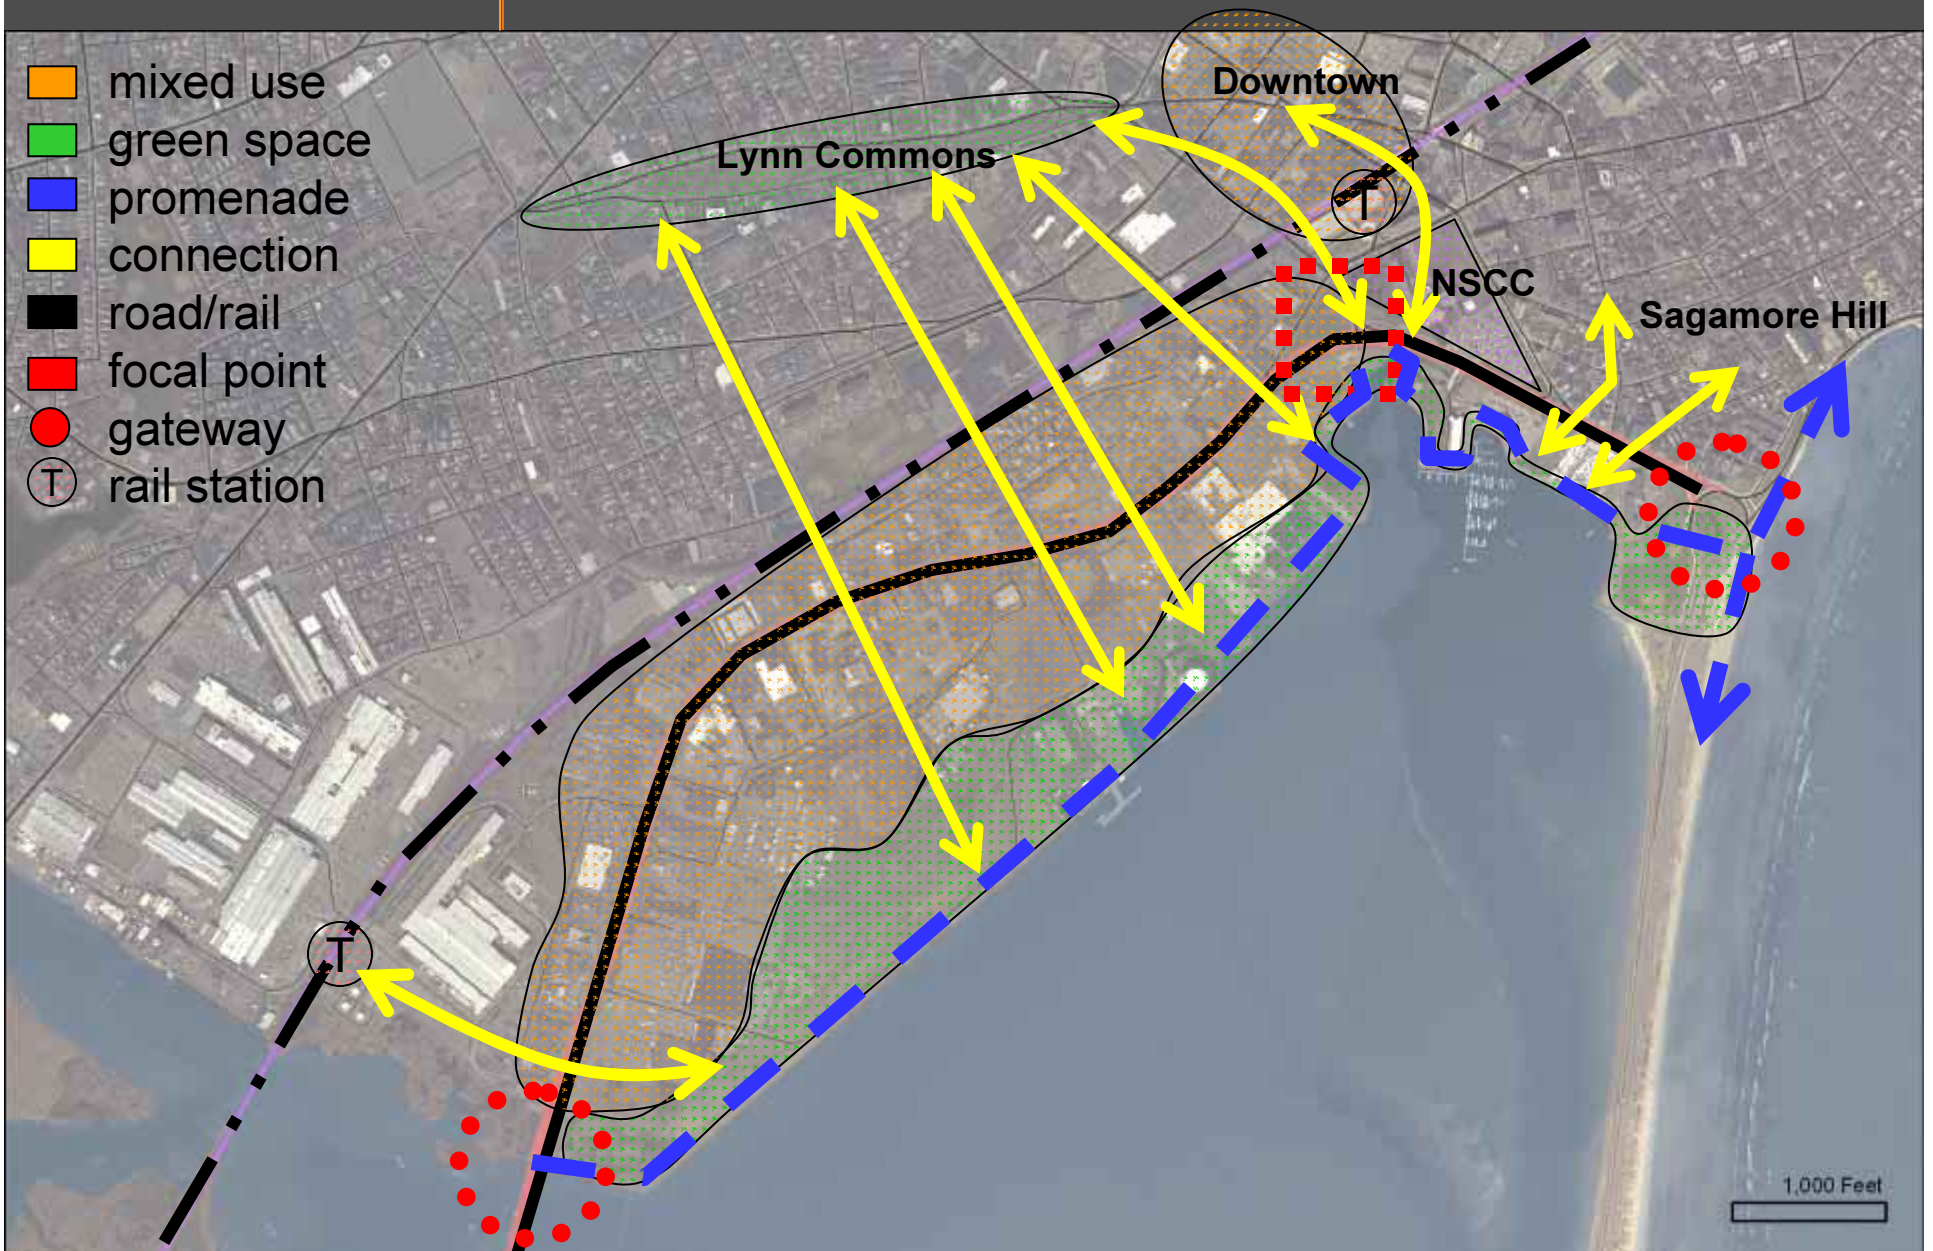 mixed use
green space
promenade
connection
road/rail
focal point
gateway
T rail station
Downtown
Lynn Commons
T
NSCC
Sagamore Hill
T
1,000 Feet